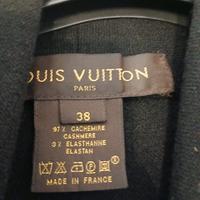 OUIS VUITTON
PARIS
38
97% CACHEMIRE
CASHMERE
3% ELASTHANNE
ELASTAN
MADE IN FRANCE